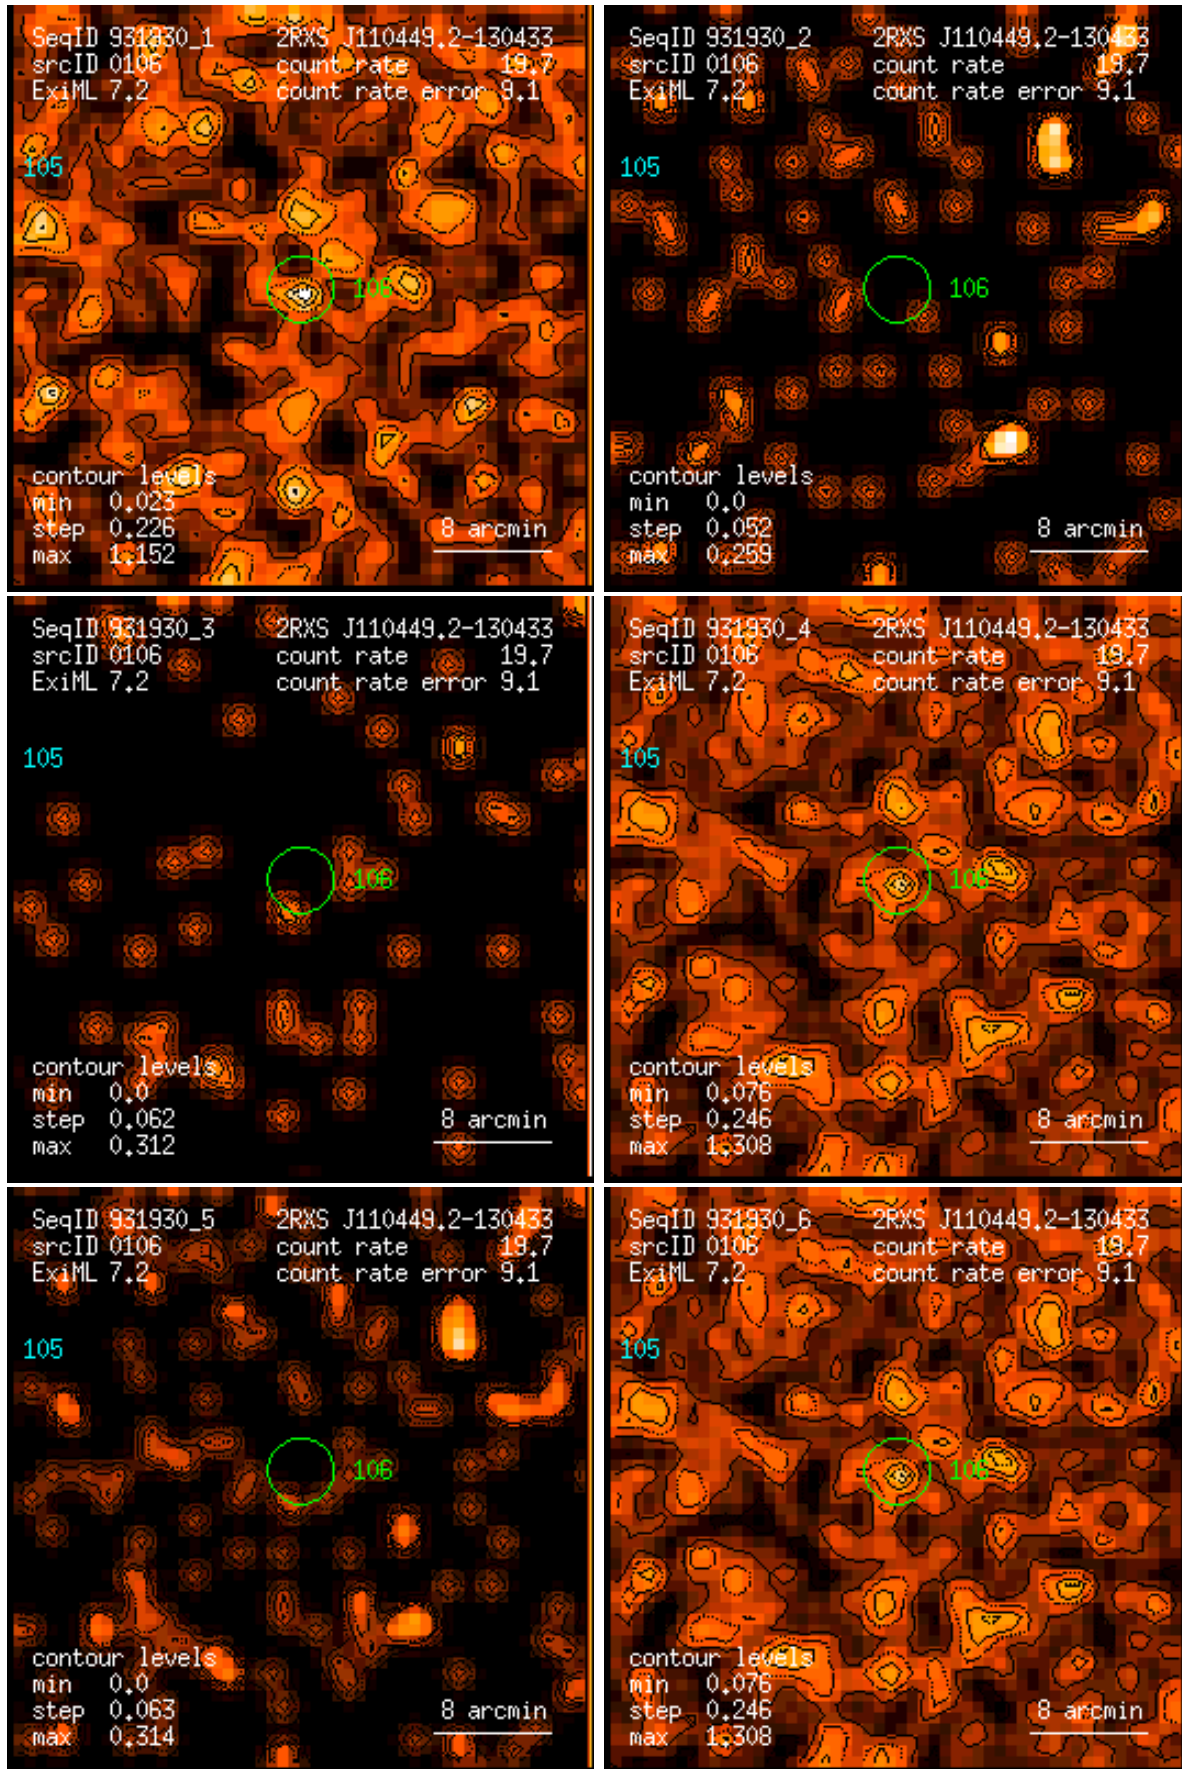 SeqID 931930_1 2RXS J110449.2-130433
srcID 0106 count rate 19.7
ExiML 7.2 count rate error 9.1
105
106
contour levels
min 0.023
step 0.226 8 arcmin
max 1.152
SeqID 931930_2 2RXS J110449.2-130433
srcID 0106 count rate 19.7
ExiML 7.2 count rate error 9.1
105
106
contour levels
min 0.0
step 0.052 8 arcmin
max 0.259
SeqID 931930_3 2RXS J110449.2-130433
srcID 0106 count rate 19.7
ExiML 7.2 count rate error 9.1
105
106
contour levels
min 0.0
step 0.062 8 arcmin
max 0.312
SeqID 931930_4 2RXS J110449.2-130433
srcID 0106 count rate 19.7
ExiML 7.2 count rate error 9.1
105
106
contour levels
min 0.076
step 0.246 8 arcmin
max 1.308
SeqID 931930_5 2RXS J110449.2-130433
srcID 0106 count rate 19.7
ExiML 7.2 count rate error 9.1
105
106
contour levels
min 0.0
step 0.063 8 arcmin
max 0.314
SeqID 931930_6 2RXS J110449.2-130433
srcID 0106 count rate 19.7
ExiML 7.2 count rate error 9.1
105
106
contour levels
min 0.076
step 0.246 8 arcmin
max 1.308